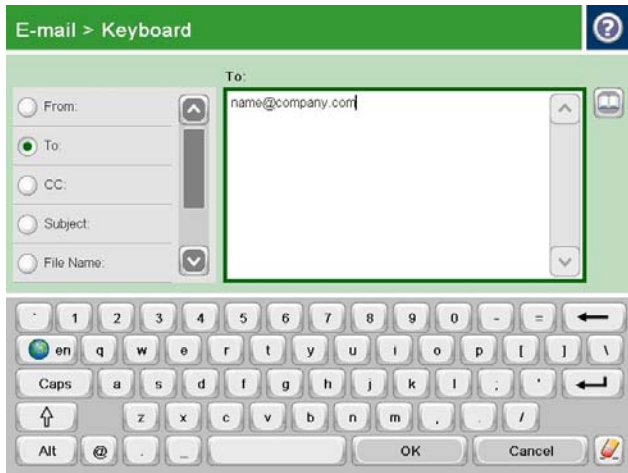 E-mail > Keyboard
?
To:
From:
To:
CC:
Subject:
File Name:
name@company.com
` 1 2 3 4 5 6 7 8 9 0 - =
en q w e r t y u i o p [ ] \
Caps a s d f g h j k l ; '
z x c v b n m , . /
Alt @ . _ OK Cancel